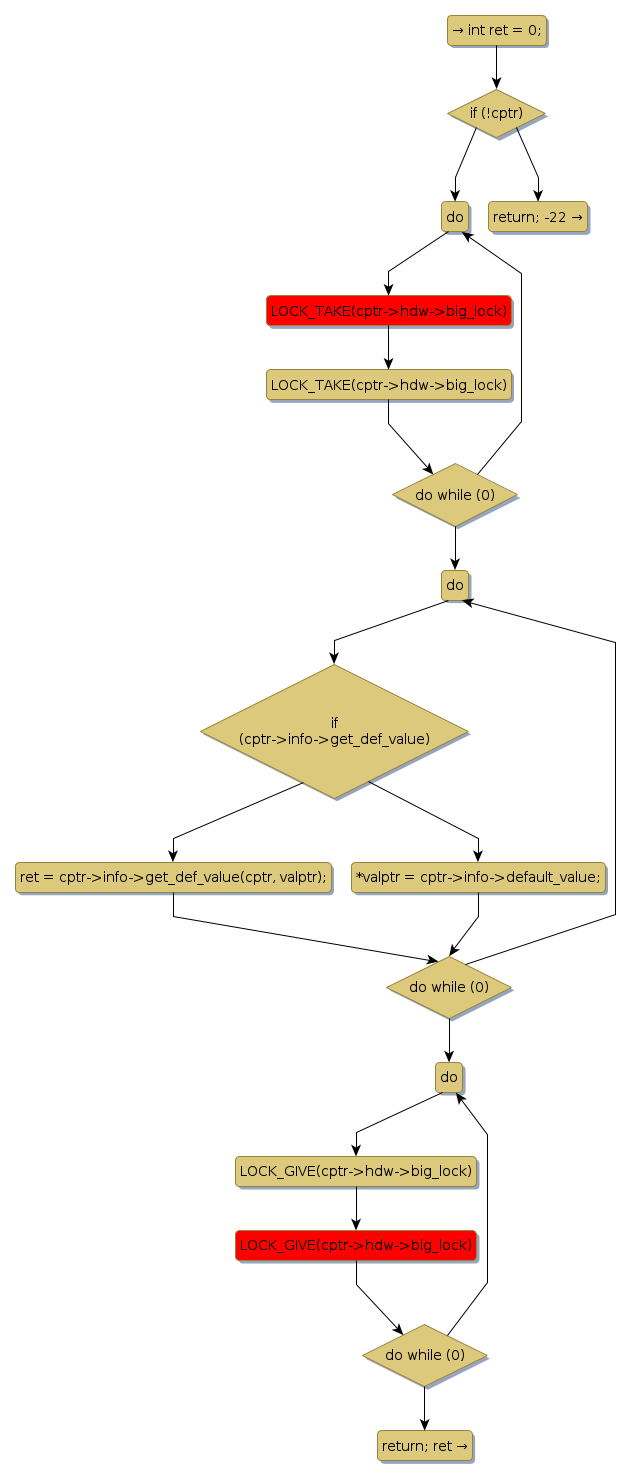 → int ret = 0;
if (!cptr)
do
return; -22 →
LOCK_TAKE(cptr->hdw->big_lock)
LOCK_TAKE(cptr->hdw->big_lock)
do while (0)
do
if
(cptr->info->get_def_value)
ret = cptr->info->get_def_value(cptr, valptr);
*valptr = cptr->info->default_value;
do while (0)
do
LOCK_GIVE(cptr->hdw->big_lock)
LOCK_GIVE(cptr->hdw->big_lock)
do while (0)
return; ret →